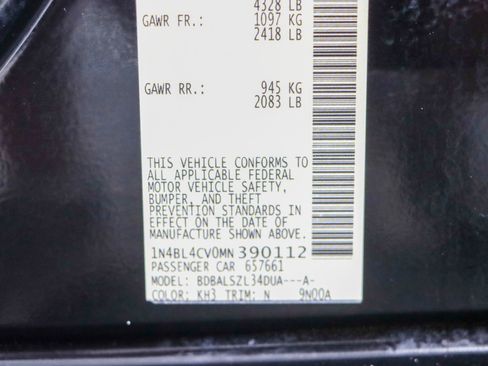 4328 LB
GAWR FR.: 1097 KG
2418 LB
GAWR RR.: 945 KG
2083 LB
THIS VEHICLE CONFORMS TO
ALL APPLICABLE FEDERAL
MOTOR VEHICLE SAFETY,
BUMPER, AND THEFT
PREVENTION STANDARDS IN
EFFECT ON THE DATE OF
MANUFACTURE SHOWN ABOVE.
1N4BL4CV0MN390112
PASSENGER CAR 657661
MODEL: BDBALSZL34DUA---A-
COLOR: KH3 TRIM: N 9N00A